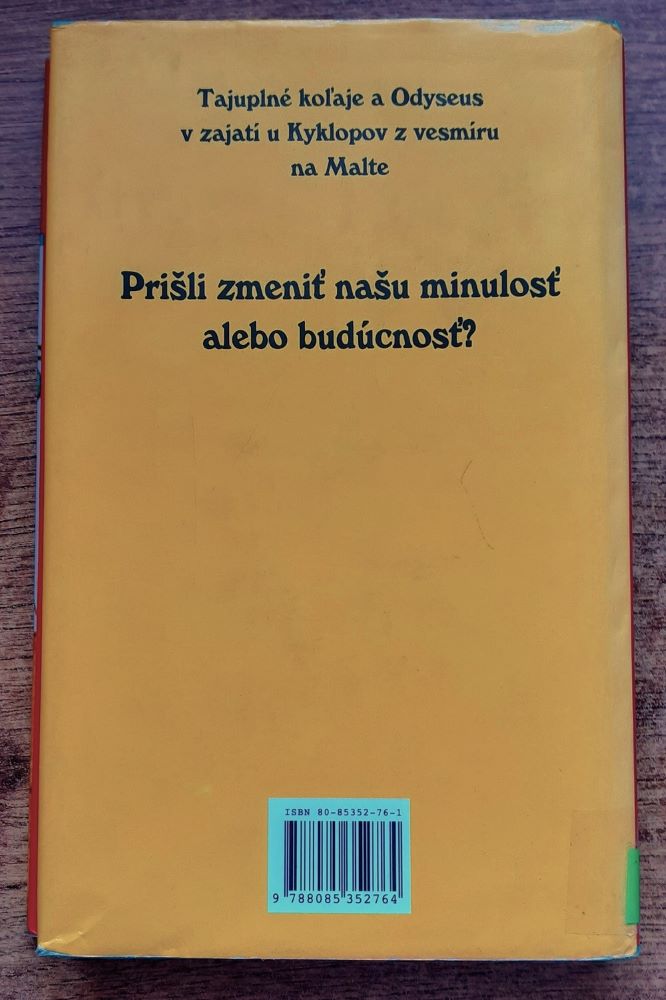 Tajuplné koľaje a Odyseus
v zajatí u Kyklopov z vesmíru
na Malte
Prišli zmeniť našu minulosť
alebo budúcnosť?
ISBN 80-85352-76-1
9 788085 352764